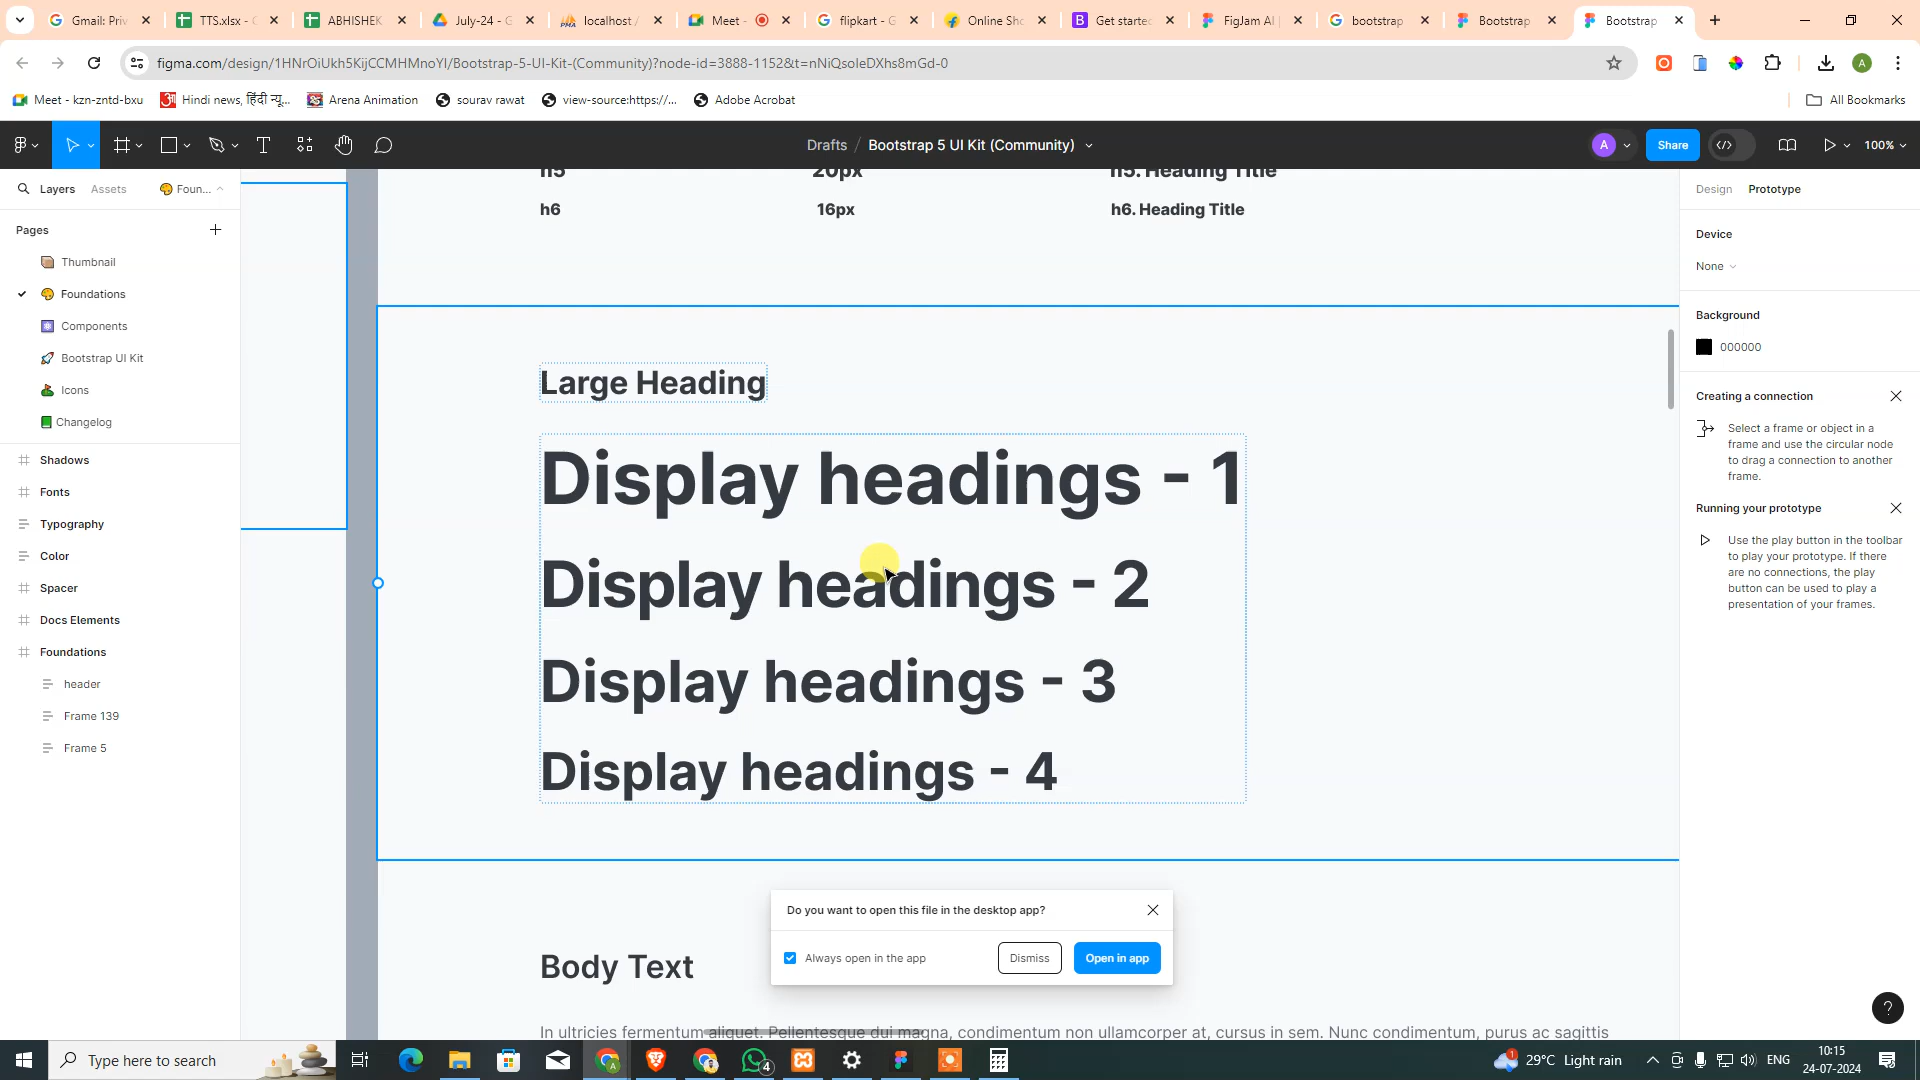 Gmail: Priv
TTS.xlsx - G
ABHISHEK
July-24 - G
localhost /
Meet -
flipkart - G
Online Sho
Get started
FigJam AI
bootstrap
Bootstrap
Bootstrap
figma.com/design/1HNrOiUkh5KijCCMHMnoYI/Bootstrap-5-UI-Kit-(Community)?node-id=3888-1152&t=nNiQsoleDXhs8mGd-0
A
Meet - kzn-zntd-bxu
Hindi news, हिंदी न्यू...
Arena Animation
sourav rawat
view-source:https://...
Adobe Acrobat
All Bookmarks
Drafts / Bootstrap 5 UI Kit (Community)
A
Share
100%
Layers
Assets
Foun...
Pages
Thumbnail
Foundations
Components
Bootstrap UI Kit
Icons
Changelog
Shadows
Fonts
Typography
Color
Spacer
Docs Elements
Foundations
header
Frame 139
Frame 5
h5 20px h5. Heading Title
h6 16px h6. Heading Title
Large Heading
Display headings - 1
Display headings - 2
Display headings - 3
Display headings - 4
Body Text
In ultricies fermentum aliquet. Pellentesque dui magna, condimentum non ullamcorper at, cursus in sem. Nunc condimentum, purus ac sagittis
Do you want to open this file in the desktop app?
Always open in the app
Dismiss
Open in app
Design
Prototype
Device
None
Background
000000
Creating a connection
Select a frame or object in a
frame and use the circular node
to drag a connection to another
frame.
Running your prototype
Use the play button in the toolbar
to play your prototype. If there
are no connections, the play
button can be used to play a
presentation of your frames.
?
Type here to search
4
1
29°C Light rain
ENG
10:15
24-07-2024